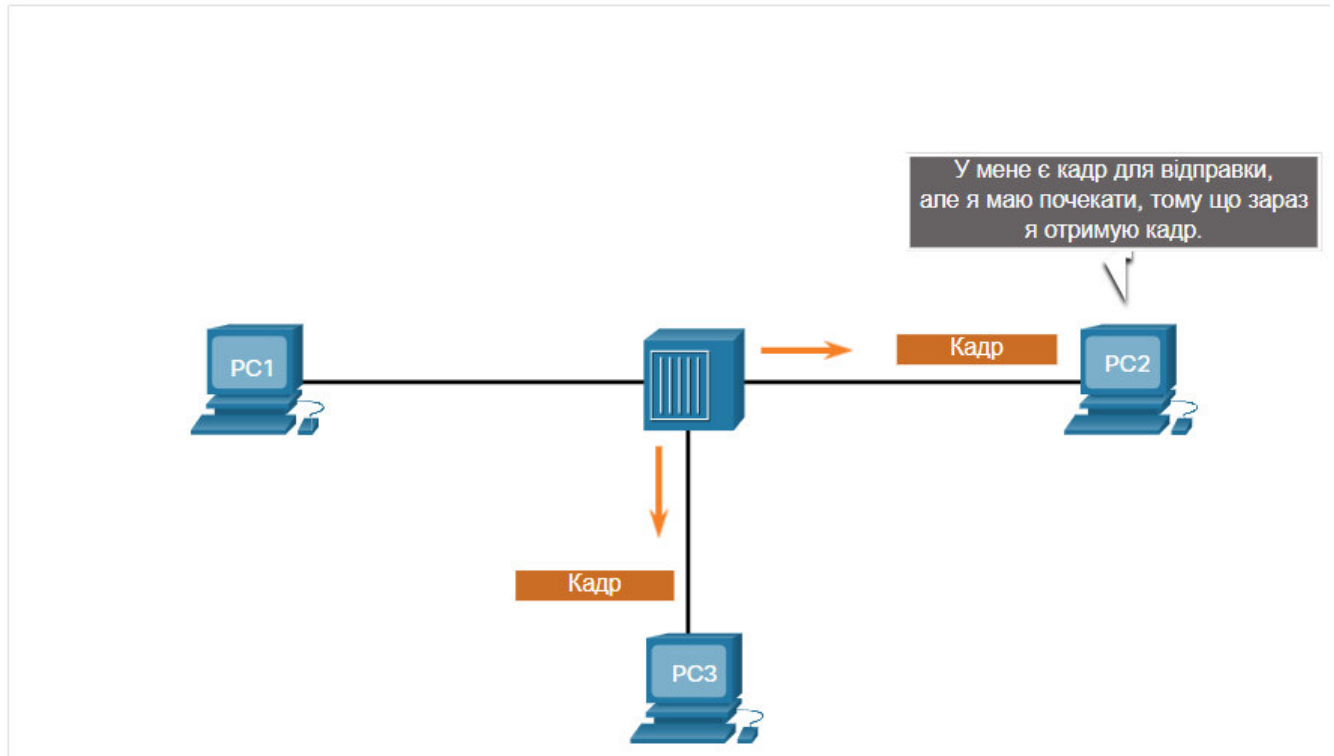 У мене є кадр для відправки,
але я маю почекати, тому що зараз
я отримую кадр.
PC1
Кадр
PC2
Кадр
PC3